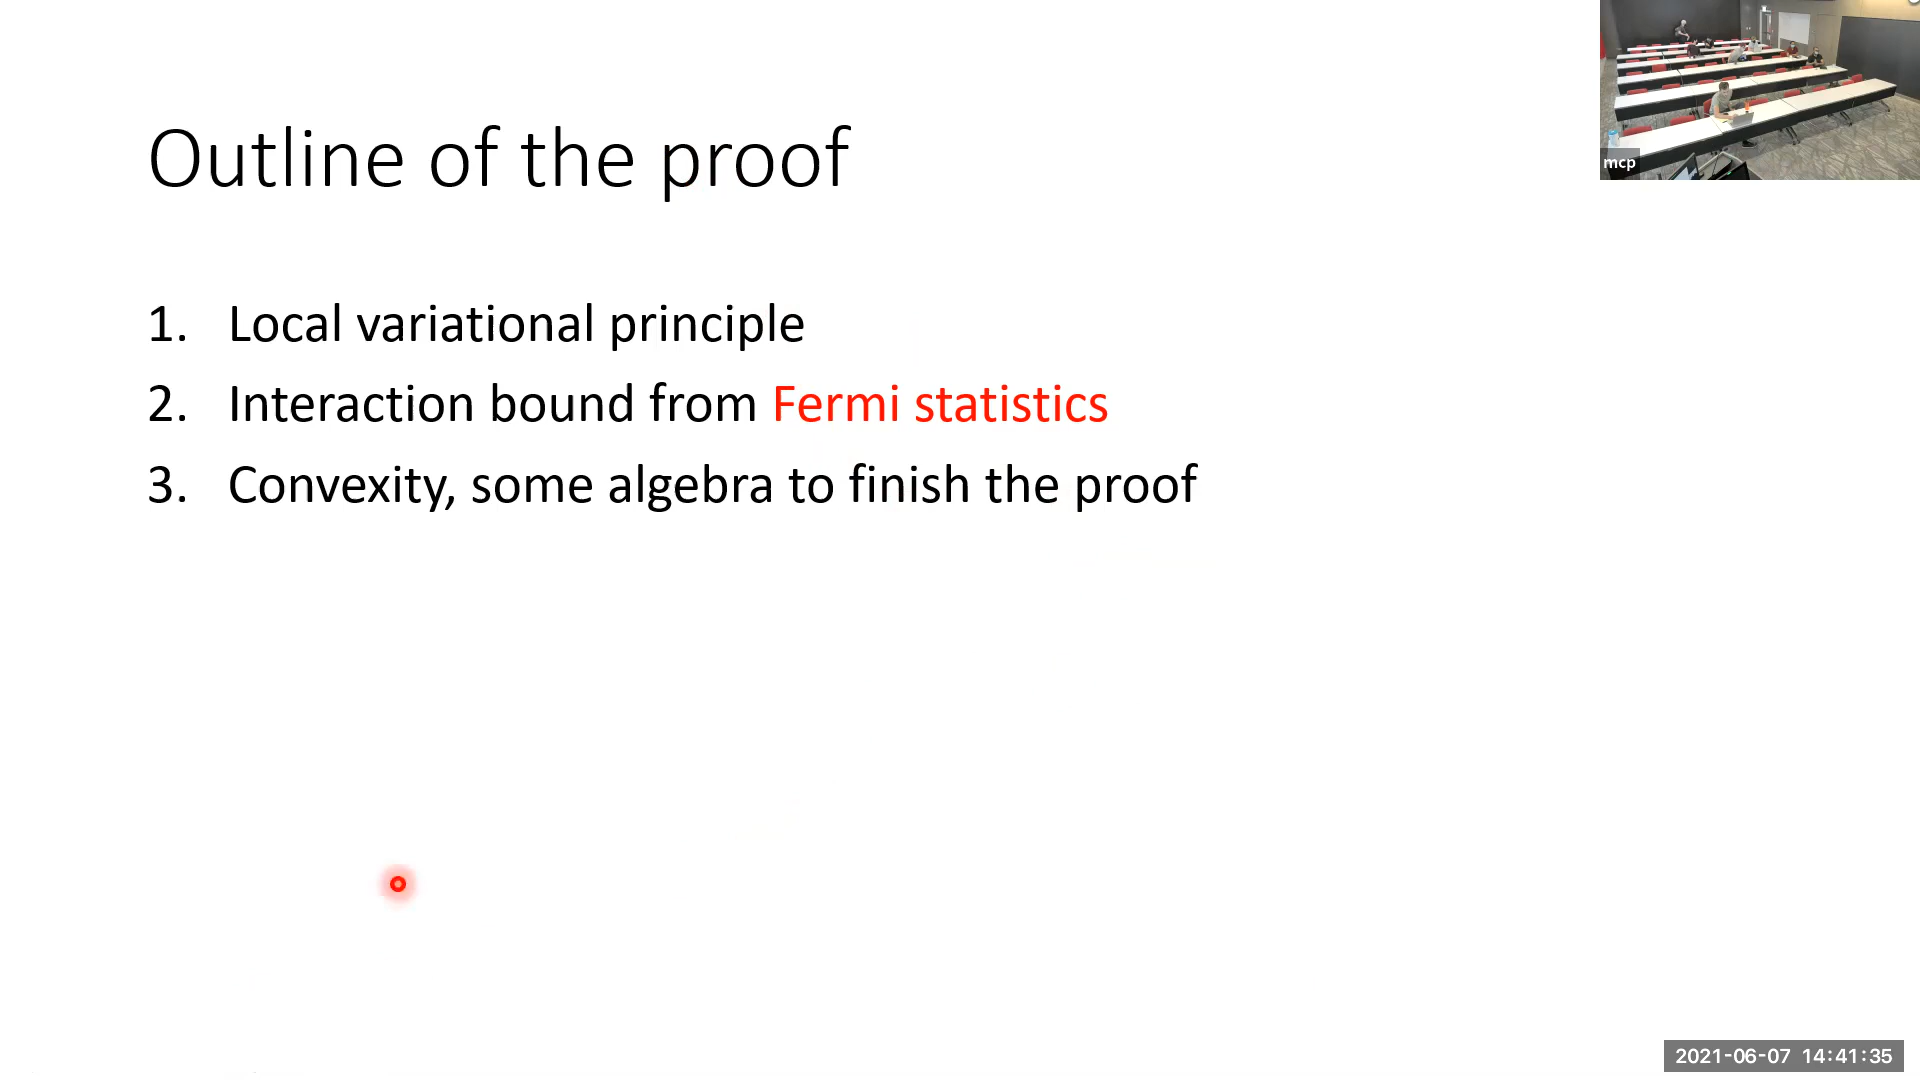 Outline of the proof
1. Local variational principle
2. Interaction bound from Fermi statistics
3. Convexity, some algebra to finish the proof
mcp
2021-06-07 14:41:35